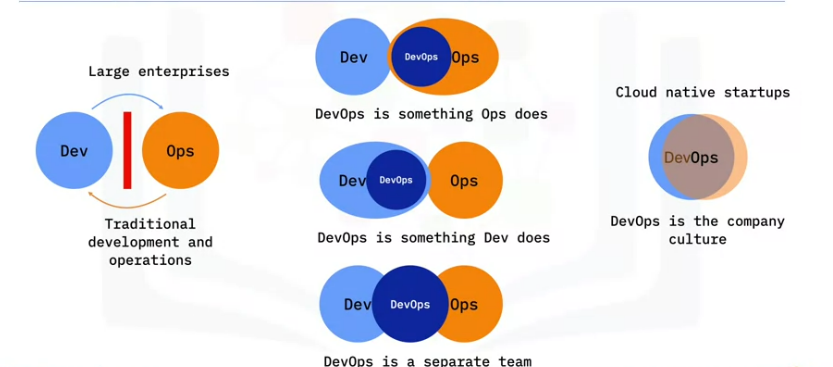 Large enterprises
Dev
Ops
Traditional
development and
operations
Dev
DevOps
Ops
DevOps is something Ops does
Dev
DevOps
Ops
DevOps is something Dev does
Dev
DevOps
Ops
DevOps is a separate team
Cloud native startups
DevOps
DevOps is the company
culture